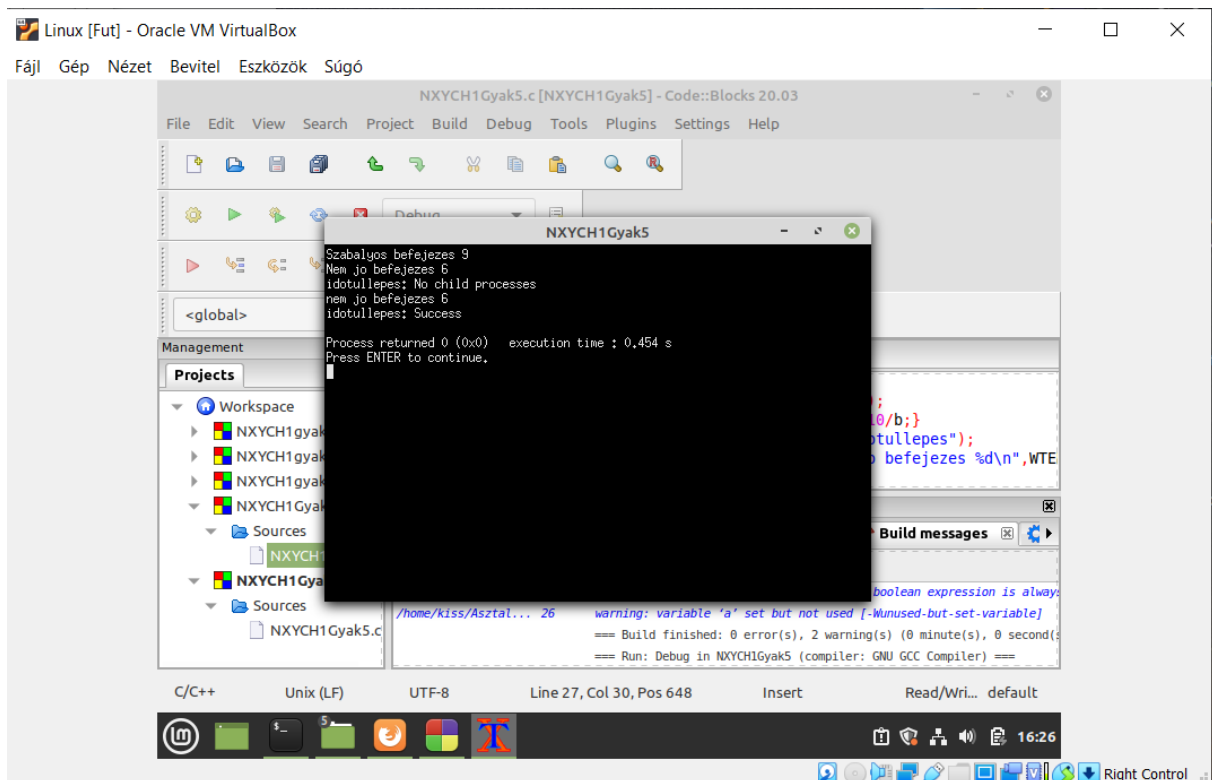 Linux [Fut] - Oracle VM VirtualBox
Fájl Gép Nézet Bevitel Eszközök Súgó
NXYCH1Gyak5.c [NXYCH1Gyak5] - Code::Blocks 20.03
File Edit View Search Project Build Debug Tools Plugins Settings Help
Debug
NXYCH1Gyak5
Szabalyos befejezes 9
Nem jo befejezes 6
idotullepes: No child processes
nem jo befejezes 6
idotullepes: Success
Process returned 0 (0x0) execution time : 0.454 s
Press ENTER to continue.
<global>
Management
Projects
Workspace
NXYCH1gyak
NXYCH1gyak
NXYCH1gyak
NXYCH1Gyak
Sources
NXYCH1
NXYCH1Gya
Sources
NXYCH1Gyak5.c
);
10/b;}
otullepes");
o befejezes %d\n",WTE
Build messages
boolean expression is alway
/home/kiss/Asztal... 26 warning: variable ‘a’ set but not used [-Wunused-but-set-variable]
=== Build finished: 0 error(s), 2 warning(s) (0 minute(s), 0 second(s
=== Run: Debug in NXYCH1Gyak5 (compiler: GNU GCC Compiler) ===
C/C++ Unix (LF) UTF-8 Line 27, Col 30, Pos 648 Insert Read/Wri... default
5
16:26
Right Control